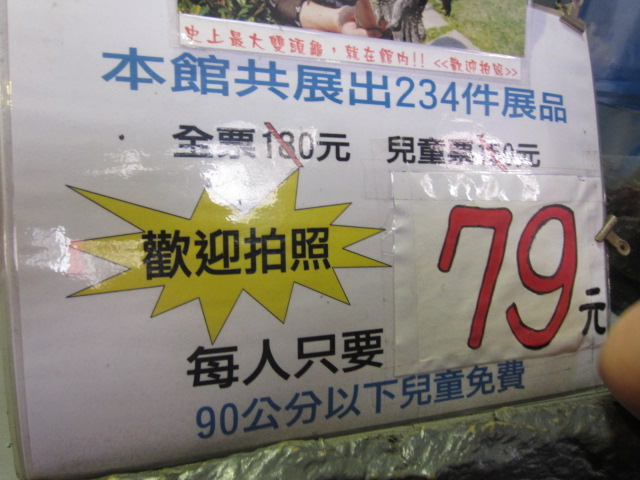 史上最大雙頭龜，就在館內!! <<歡迎拍照>>
本館共展出234件展品
全票180元 兒童票150元
歡迎拍照
每人只要 79元
90公分以下兒童免費